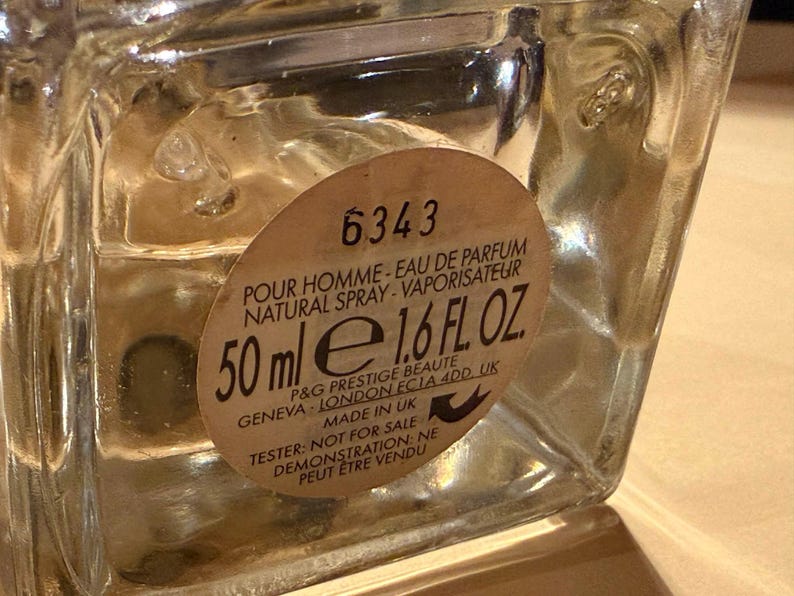 6343
POUR HOMME - EAU DE PARFUM
NATURAL SPRAY - VAPORISATEUR
50 ml e 1.6 FL. OZ.
P&G PRESTIGE BEAUTE
GENEVA · LONDON EC1A 4DD, UK
MADE IN UK
TESTER: NOT FOR SALE
DEMONSTRATION: NE
PEUT ÊTRE VENDU